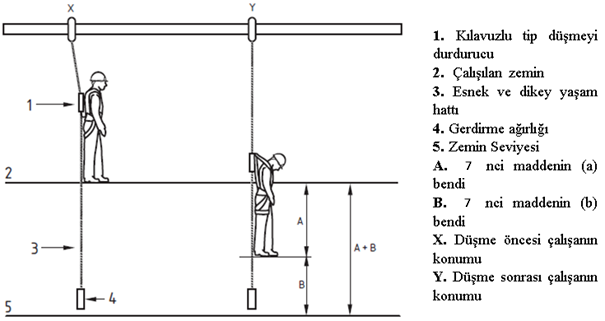 X
Y
1
2
A
3
A + B
B
4
5
1. Kılavuzlu tip düşmeyi
durdurucu
2. Çalışılan zemin
3. Esnek ve dikey yaşam
hattı
4. Gerdirme ağırlığı
5. Zemin Seviyesi
A. 7 nci maddenin (a)
bendi
B. 7 nci maddenin (b)
bendi
X. Düşme öncesi çalışanın
konumu
Y. Düşme sonrası çalışanın
konumu